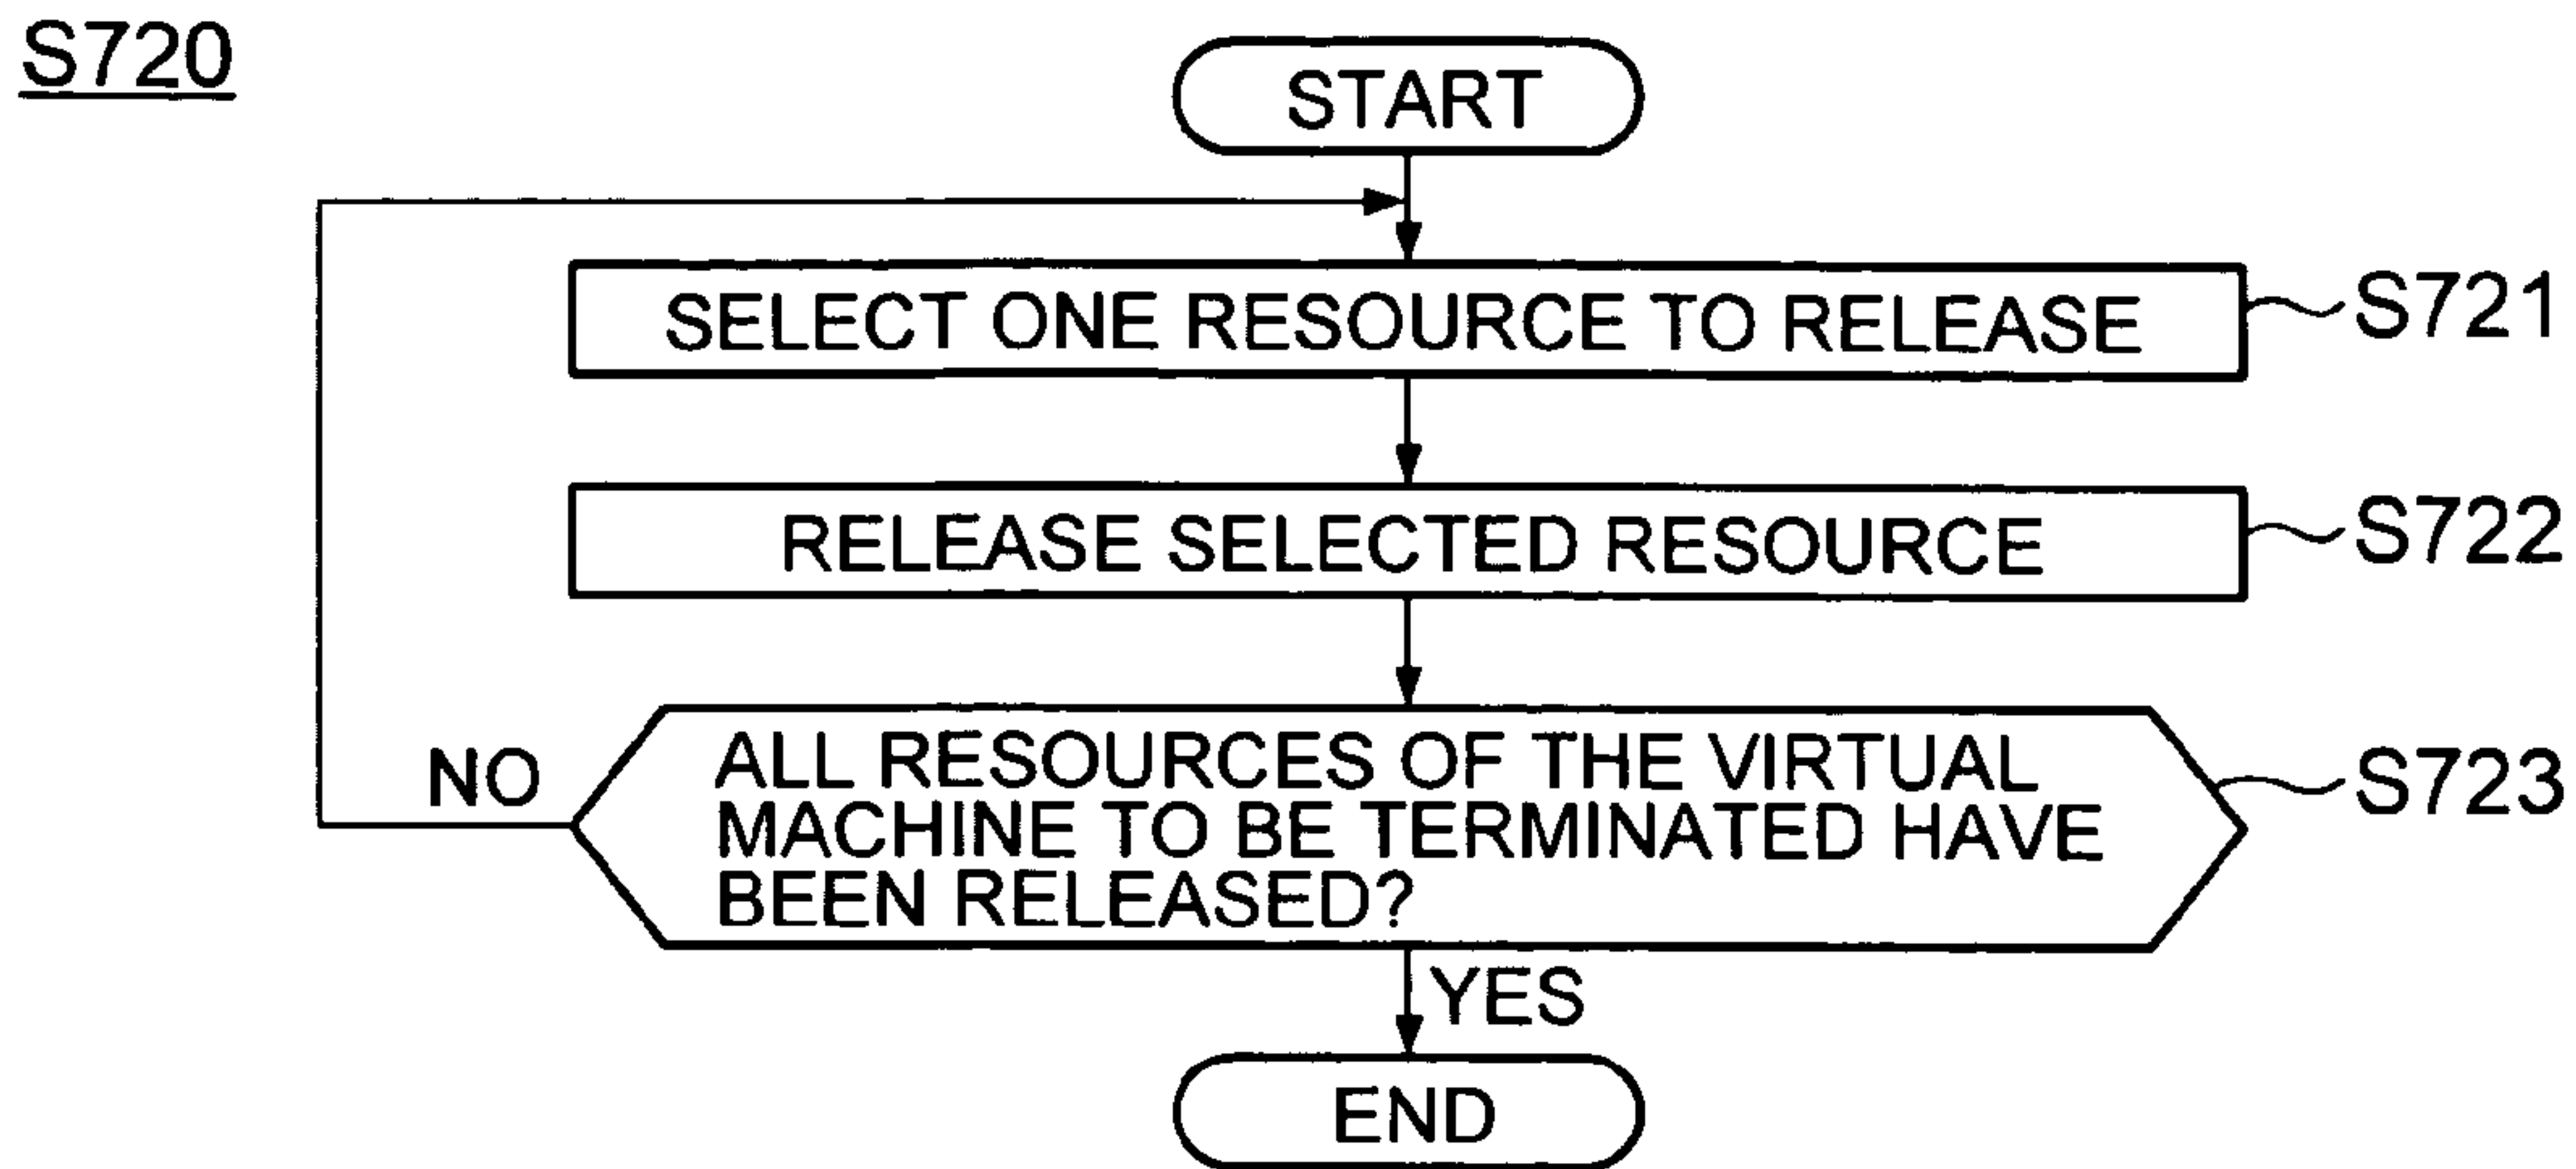 S720
START
SELECT ONE RESOURCE TO RELEASE
S721
RELEASE SELECTED RESOURCE
S722
ALL RESOURCES OF THE VIRTUAL
MACHINE TO BE TERMINATED HAVE
BEEN RELEASED?
S723
NO
YES
END